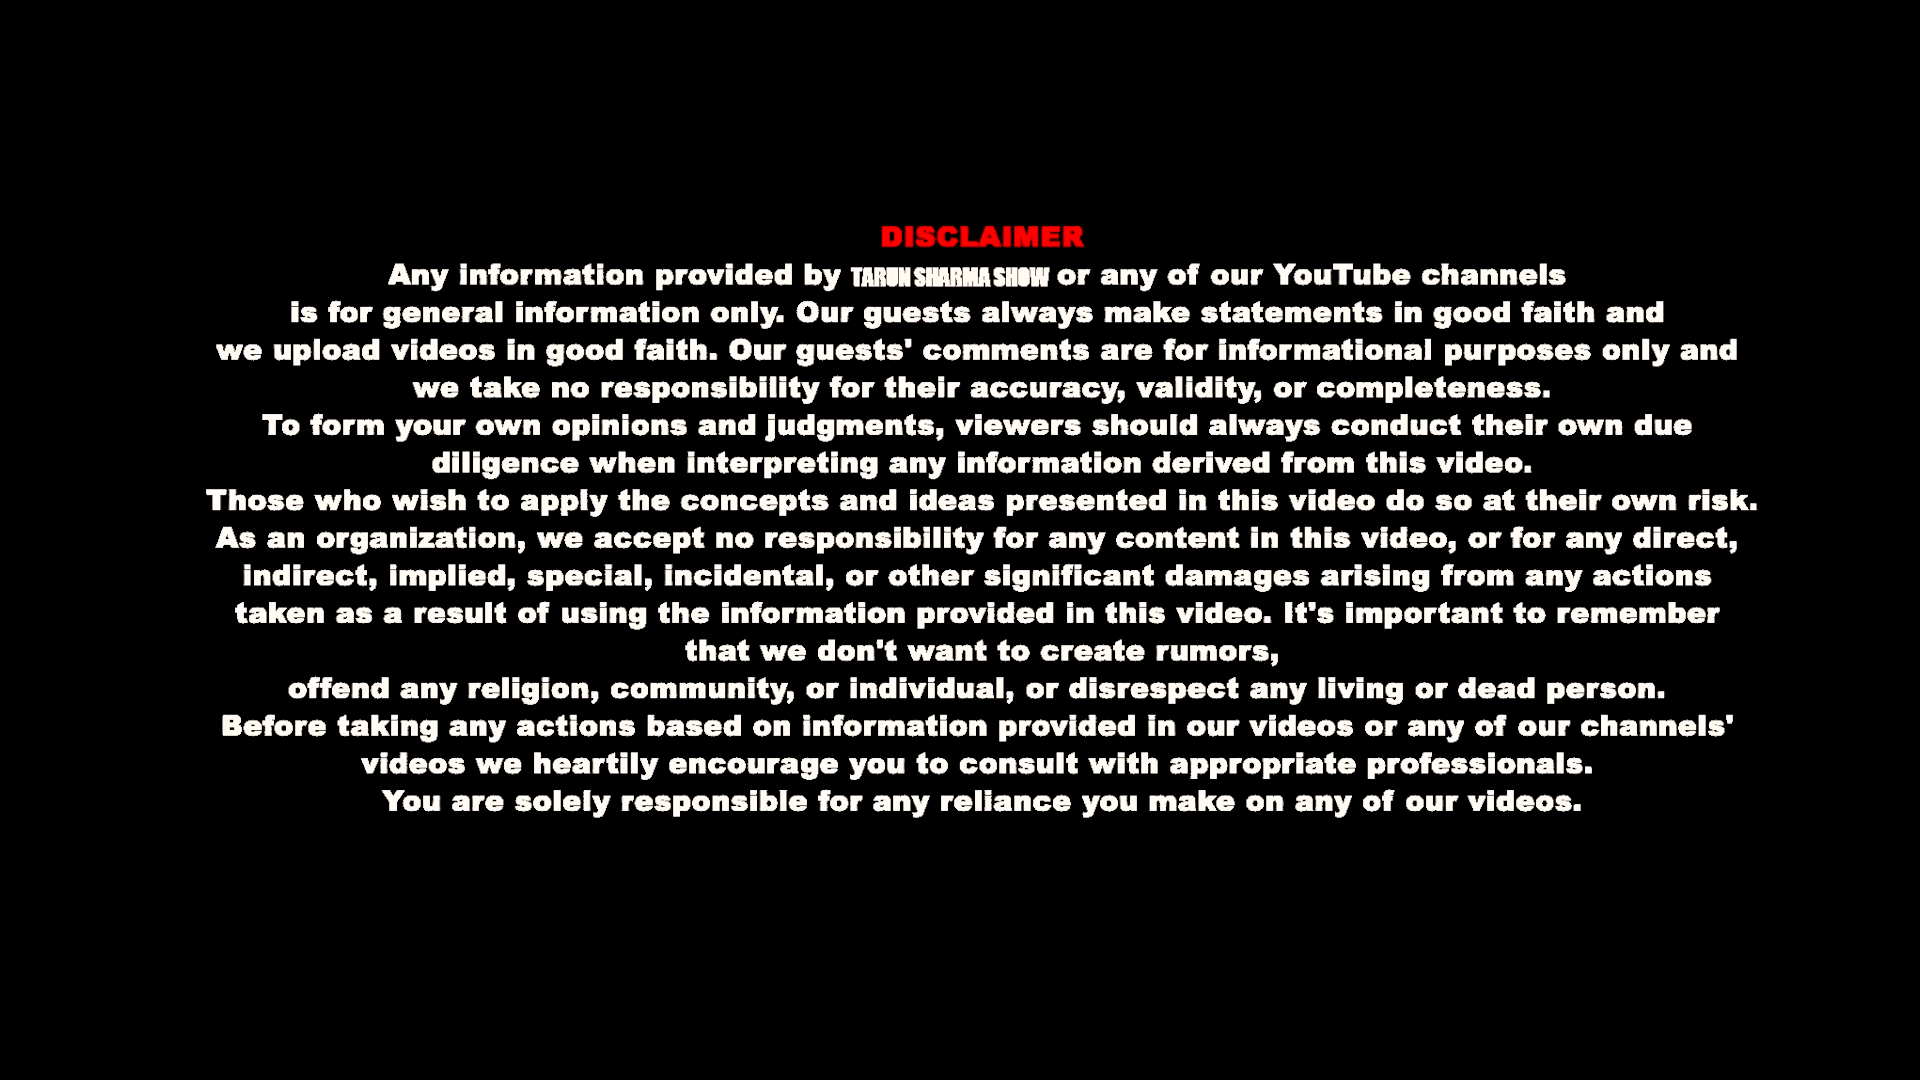 DISCLAIMER
Any information provided by TARUN SHARMA SHOW or any of our YouTube channels
is for general information only. Our guests always make statements in good faith and
we upload videos in good faith. Our guests' comments are for informational purposes only and
we take no responsibility for their accuracy, validity, or completeness.
To form your own opinions and judgments, viewers should always conduct their own due
diligence when interpreting any information derived from this video.
Those who wish to apply the concepts and ideas presented in this video do so at their own risk.
As an organization, we accept no responsibility for any content in this video, or for any direct,
indirect, implied, special, incidental, or other significant damages arising from any actions
taken as a result of using the information provided in this video. It's important to remember
that we don't want to create rumors,
offend any religion, community, or individual, or disrespect any living or dead person.
Before taking any actions based on information provided in our videos or any of our channels'
videos we heartily encourage you to consult with appropriate professionals.
You are solely responsible for any reliance you make on any of our videos.